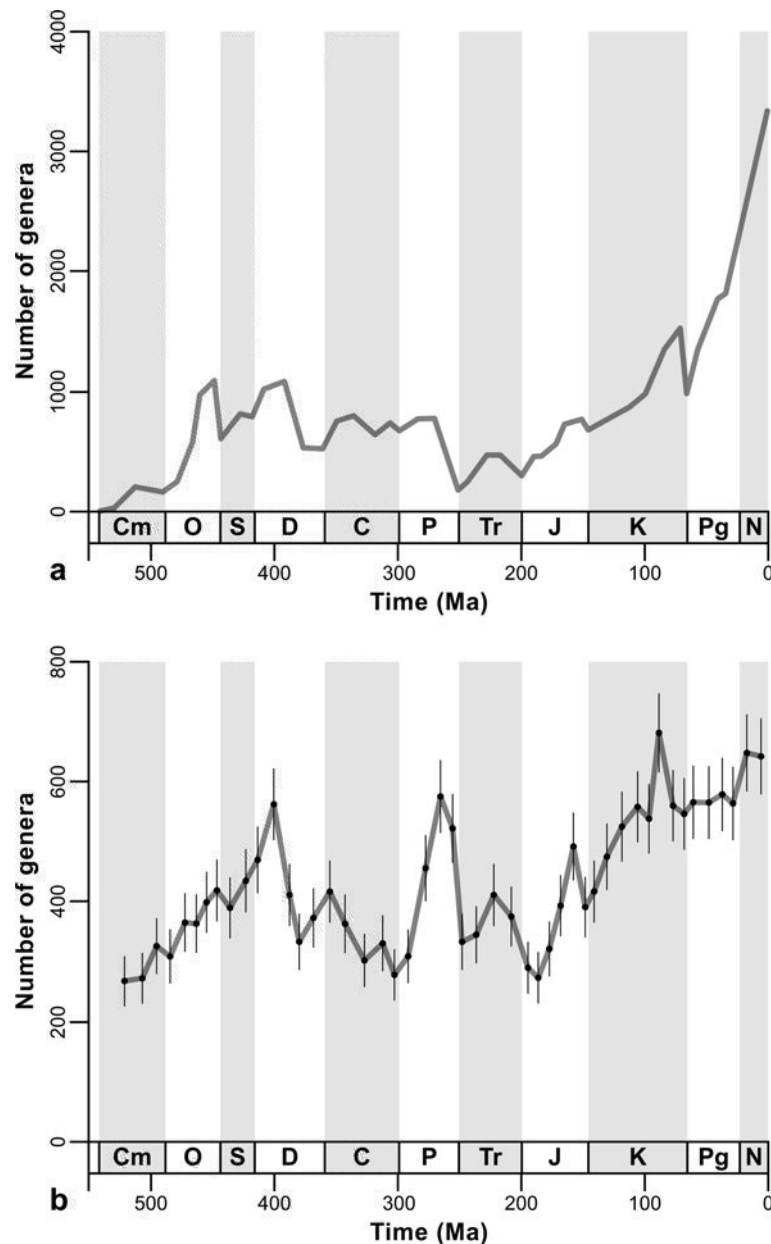 4000
3000
2000
1000
0
Number of genera
Cm O S D C P Tr J K Pg N
500 400 300 200 100 0
a
Time (Ma)
800
600
400
200
0
Number of genera
Cm O S D C P Tr J K Pg N
500 400 300 200 100 0
b
Time (Ma)